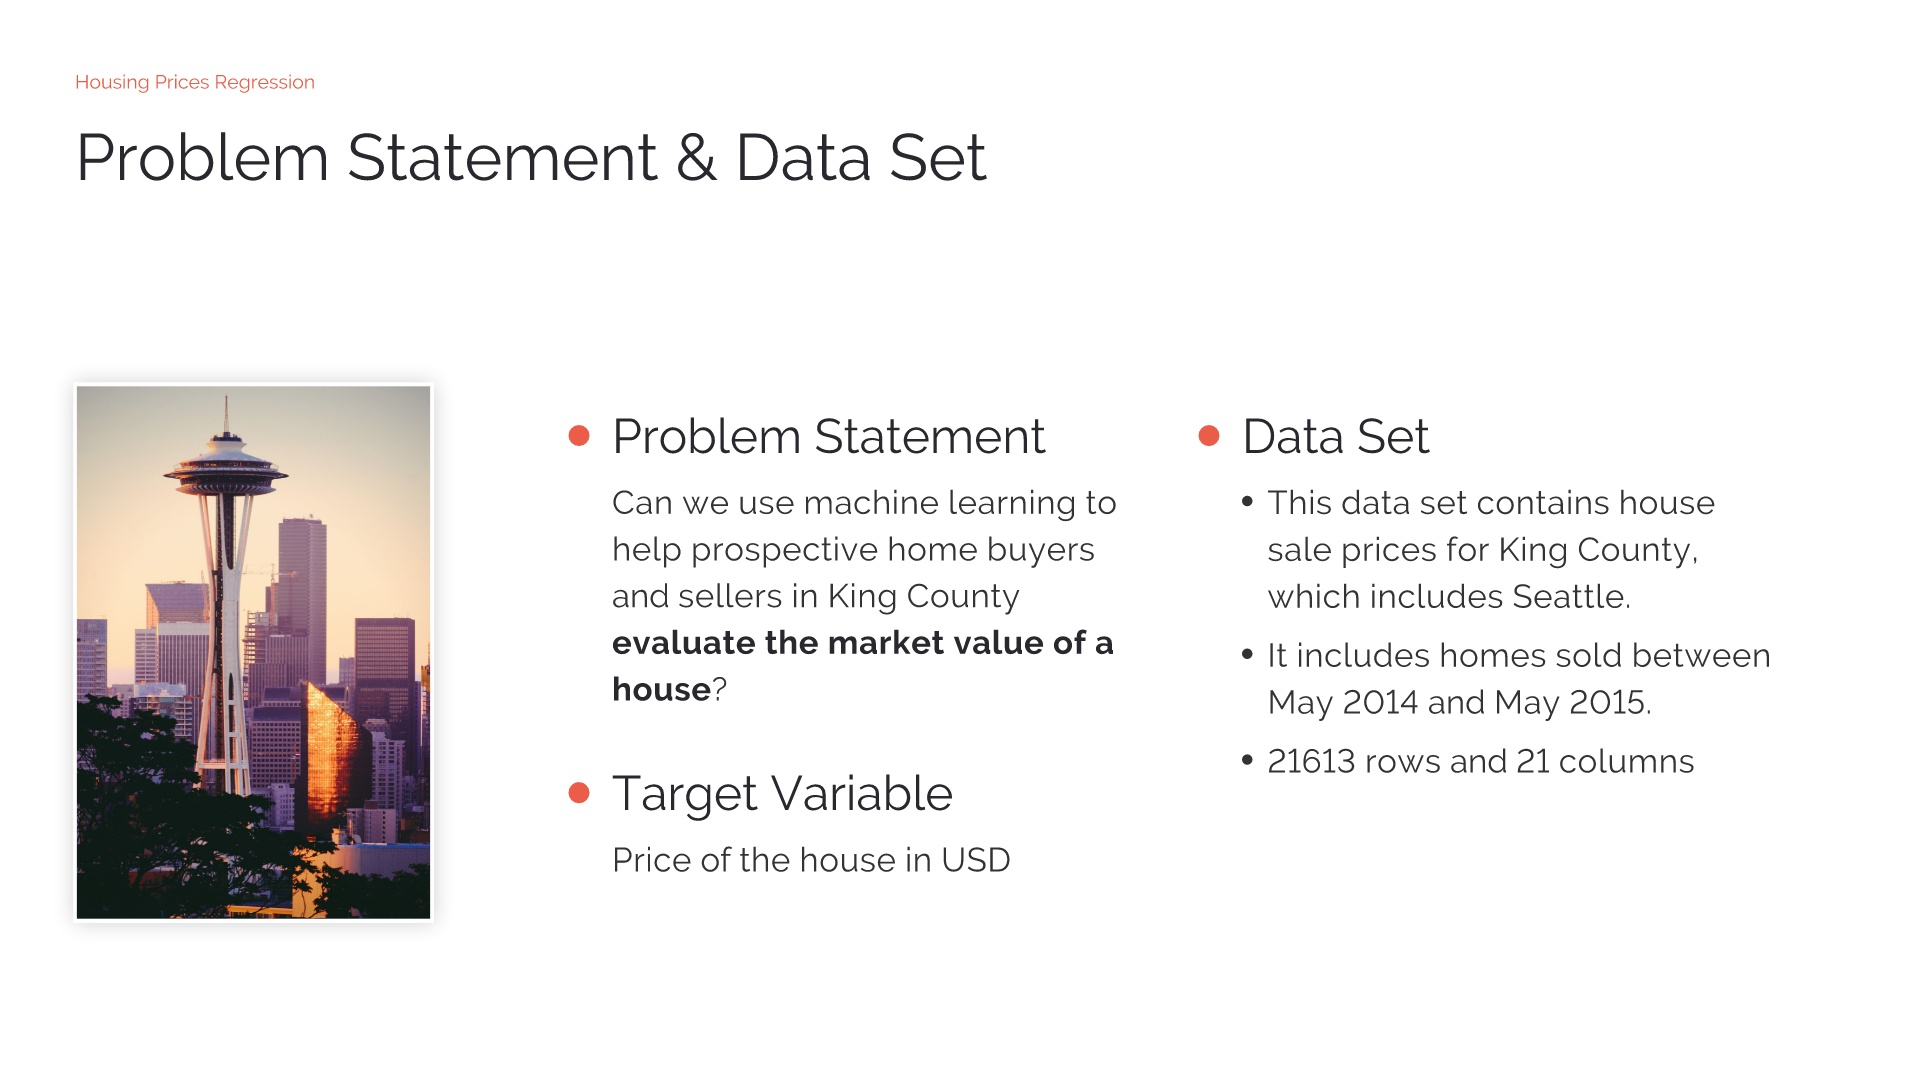 Housing Prices Regression
Problem Statement & Data Set
Problem Statement
Can we use machine learning to
help prospective home buyers
and sellers in King County
evaluate the market value of a
house?
Target Variable
Price of the house in USD
Data Set
• This data set contains house
sale prices for King County,
which includes Seattle.
• It includes homes sold between
May 2014 and May 2015.
• 21613 rows and 21 columns